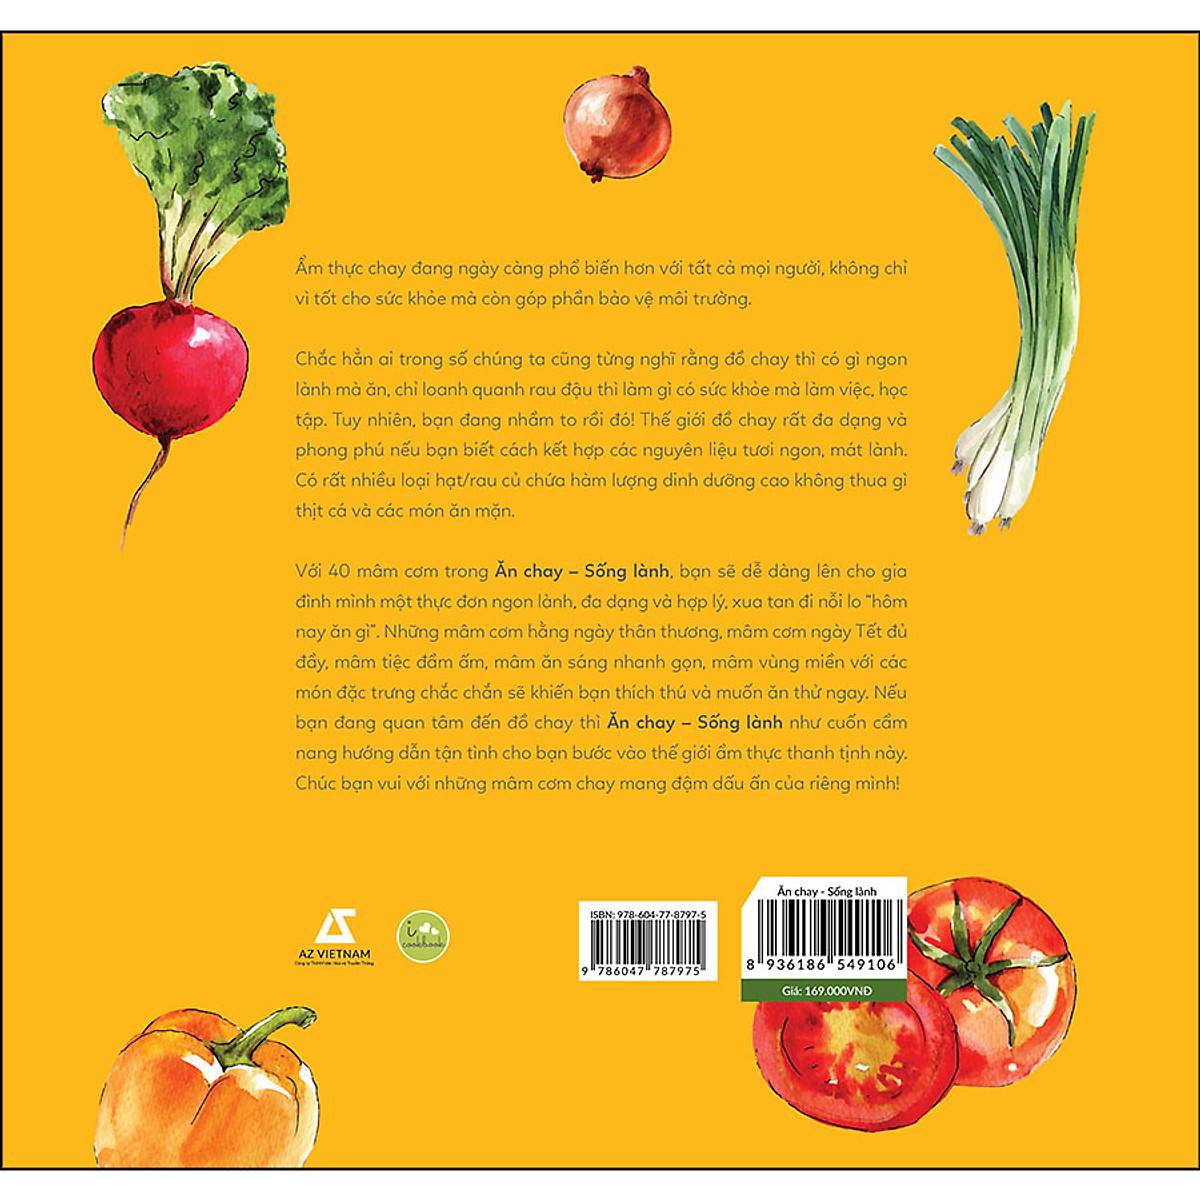 Ẩm thực chay đang ngày càng phổ biến hơn với tất cả mọi người, không chỉ
vì tốt cho sức khỏe mà còn góp phần bảo vệ môi trường.
Chắc hẳn ai trong số chúng ta cũng từng nghĩ rằng đồ chay thì có gì ngon
lành mà ăn, chỉ loanh quanh rau đậu thì làm gì có sức khỏe mà làm việc, học
tập. Tuy nhiên, bạn đang nhầm to rồi đó! Thế giới đồ chay rất đa dạng và
phong phú nếu bạn biết cách kết hợp các nguyên liệu tươi ngon, mát lành.
Có rất nhiều loại hạt/rau củ chứa hàm lượng dinh dưỡng cao không thua gì
thịt cá và các món ăn mặn.
Với 40 mâm cơm trong Ăn chay – Sống lành, bạn sẽ dễ dàng lên cho gia
đình mình một thực đơn ngon lành, đa dạng và hợp lý, xua tan đi nỗi lo "hôm
nay ăn gì". Những mâm cơm hằng ngày thân thương, mâm cơm ngày Tết đủ
đầy, mâm tiệc đầm ấm, mâm ăn sáng nhanh gọn, mâm vùng miền với các
món đặc trưng chắc chắn sẽ khiến bạn thích thú và muốn ăn thử ngay. Nếu
bạn đang quan tâm đến đồ chay thì Ăn chay – Sống lành như cuốn cẩm
nang hướng dẫn tận tình cho bạn bước vào thế giới ẩm thực thanh tịnh này.
Chúc bạn vui với những mâm cơm chay mang đậm dấu ấn của riêng mình!
AZ VIETNAM
Công ty TNHH Văn Hóa và Truyền Thông
i
cookbook
ISBN: 978-604-77-8797-5
9 786047 787975
Ăn chay - Sống lành
8 936186 549106
Giá: 169.000VNĐ